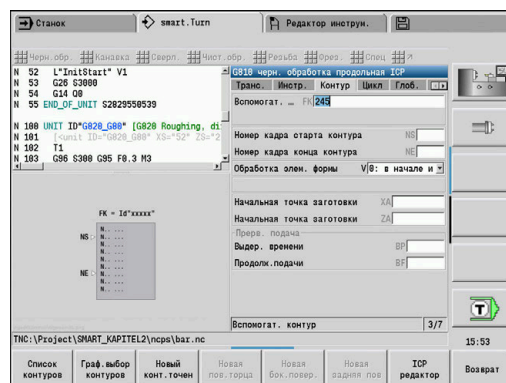 Станок
smart.Turn
Редактор инструн.
Черн.обр. Канавка Сверл. Чист.обр. Резьба Фрез. Спец
N 52 L"InitStart" V1
N 53 G26 S3000
N 54 G14 Q0
N 55 END_OF_UNIT S2829550539
N 100 UNIT ID"G820_G80" [G820 Roughing, di
N 101 [<unit ID="G820_G80" XS="52" ZS="2
N 102 T1
N 103 G96 S300 G95 F0.3 M3
G810 черн. обработка продольная ICP
Транс. Инстр. Контур Цикл Глоб.
Вспомогат. … FK 245
Номер кадра старта контура NS
Номер кадра конца контура NE
Обработка элем. формы V 0: в начале и
Начальная точка заготовки XA
Начальная точка заготовки ZA
Прерв. подача
Выдер. времени BP
Продолж.подачи BF
FK = Id"xxxxx"
NS
NE
N.. ...
N.. ...
N.. ...
N.. ...
N.. ...
N.. ...
N.. ...
N.. ...
Вспомогат. контур 3/7
TNC:\Project\SMART_KAPITEL2\ncps\bar.nc
T
15:53
Список контуров
Граф.выбор контуров
Новый конт.точен
Новая пов.торца
Новая бок.повер.
Новая задняя пов
ICP редактор
Возврат